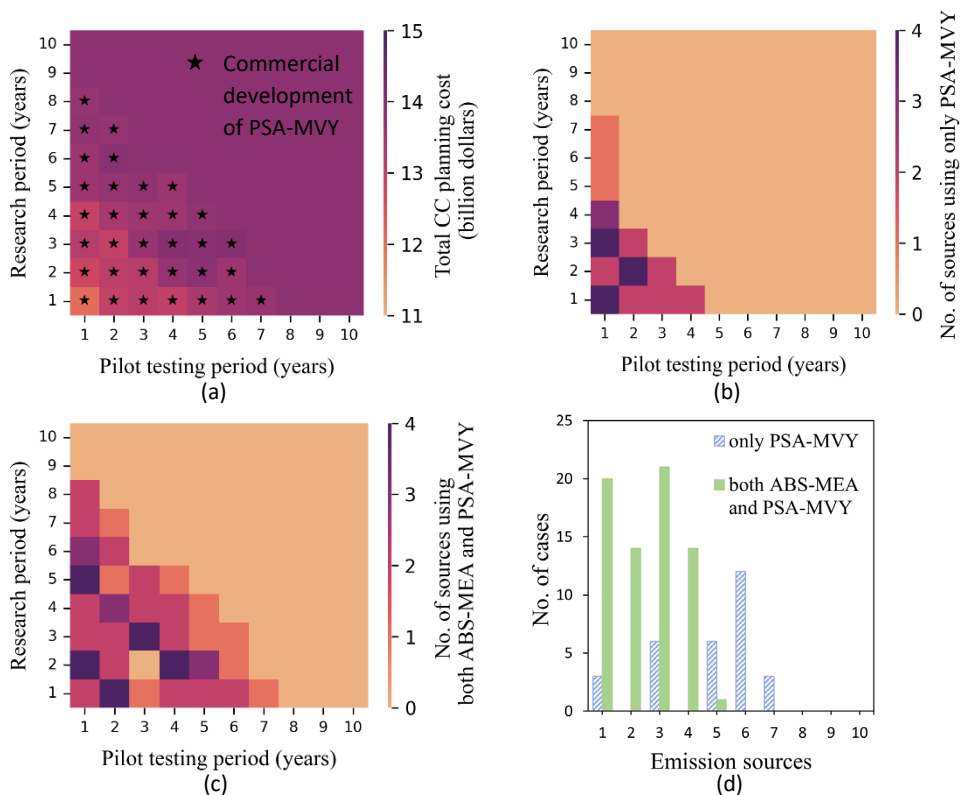 10
9
8
7
6
5
4
3
2
1
Research period (years)
★ Commercial
development
of PSA-MVY
1 2 3 4 5 6 7 8 9 10
Pilot testing period (years)
(a)
15
14
13
12
11
Total CC planning cost
(billion dollars)
10
9
8
7
6
5
4
3
2
1
Research period (years)
1 2 3 4 5 6 7 8 9 10
Pilot testing period (years)
(b)
4
3
2
1
0
No. of sources using only PSA-MVY
10
9
8
7
6
5
4
3
2
1
Research period (years)
1 2 3 4 5 6 7 8 9 10
Pilot testing period (years)
(c)
4
3
2
1
0
No. of sources using
both ABS-MEA and PSA-MVY
25
20
15
10
5
0
No. of cases
only PSA-MVY
both ABS-MEA
and PSA-MVY
1 2 3 4 5 6 7 8 9 10
Emission sources
(d)